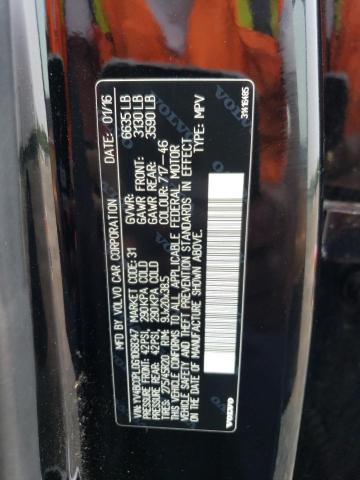 MFD BY VOLVO CAR CORPORATION DATE: 01/16
VIN: YV4BC0PL0G1069347 MARKET CODE: 31 GVWR: 6635 LB
PRESSURE FRONT: 42PSI, 290KPA COLD GAWR FRONT: 3130 LB
PRESSURE REAR: 42PSI, 290KPA COLD GAWR REAR: 3590 LB
TIRES: 275/45R20 RIM: 9Jx20x38.5 COLOUR: 717-46
THIS VEHICLE CONFORMS TO ALL APPLICABLE FEDERAL MOTOR
VEHICLE SAFETY AND THEFT PREVENTION STANDARDS IN EFFECT
ON THE DATE OF MANUFACTURE SHOWN ABOVE.
TYPE: MPV
VOLVO
31416485